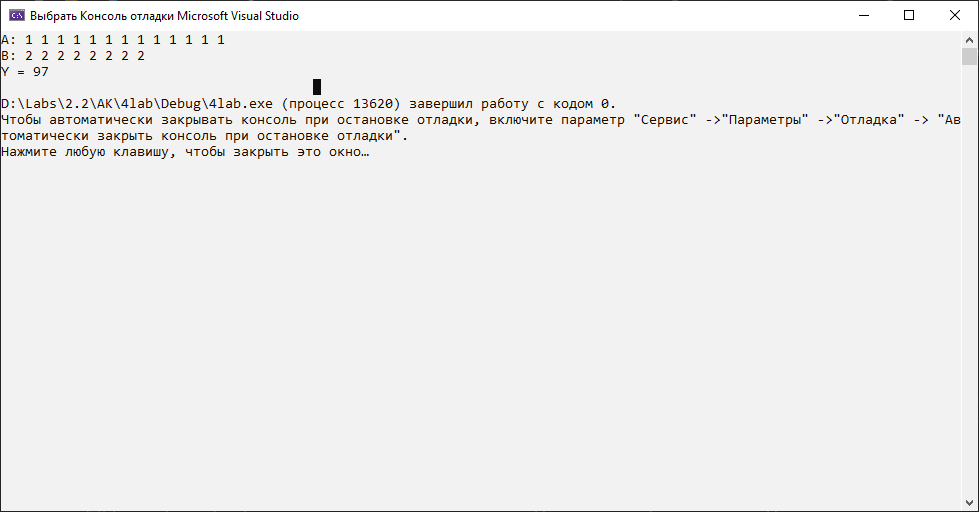 Выбрать Консоль отладки Microsoft Visual Studio
A: 1 1 1 1 1 1 1 1 1 1 1 1 1
B: 2 2 2 2 2 2 2 2
Y = 97
D:\Labs\2.2\AK\4lab\Debug\4lab.exe (процесс 13620) завершил работу с кодом 0.
Чтобы автоматически закрывать консоль при остановке отладки, включите параметр "Сервис" ->"Параметры" ->"Отладка" -> "Ав
томатически закрыть консоль при остановке отладки".
Нажмите любую клавишу, чтобы закрыть это окно…